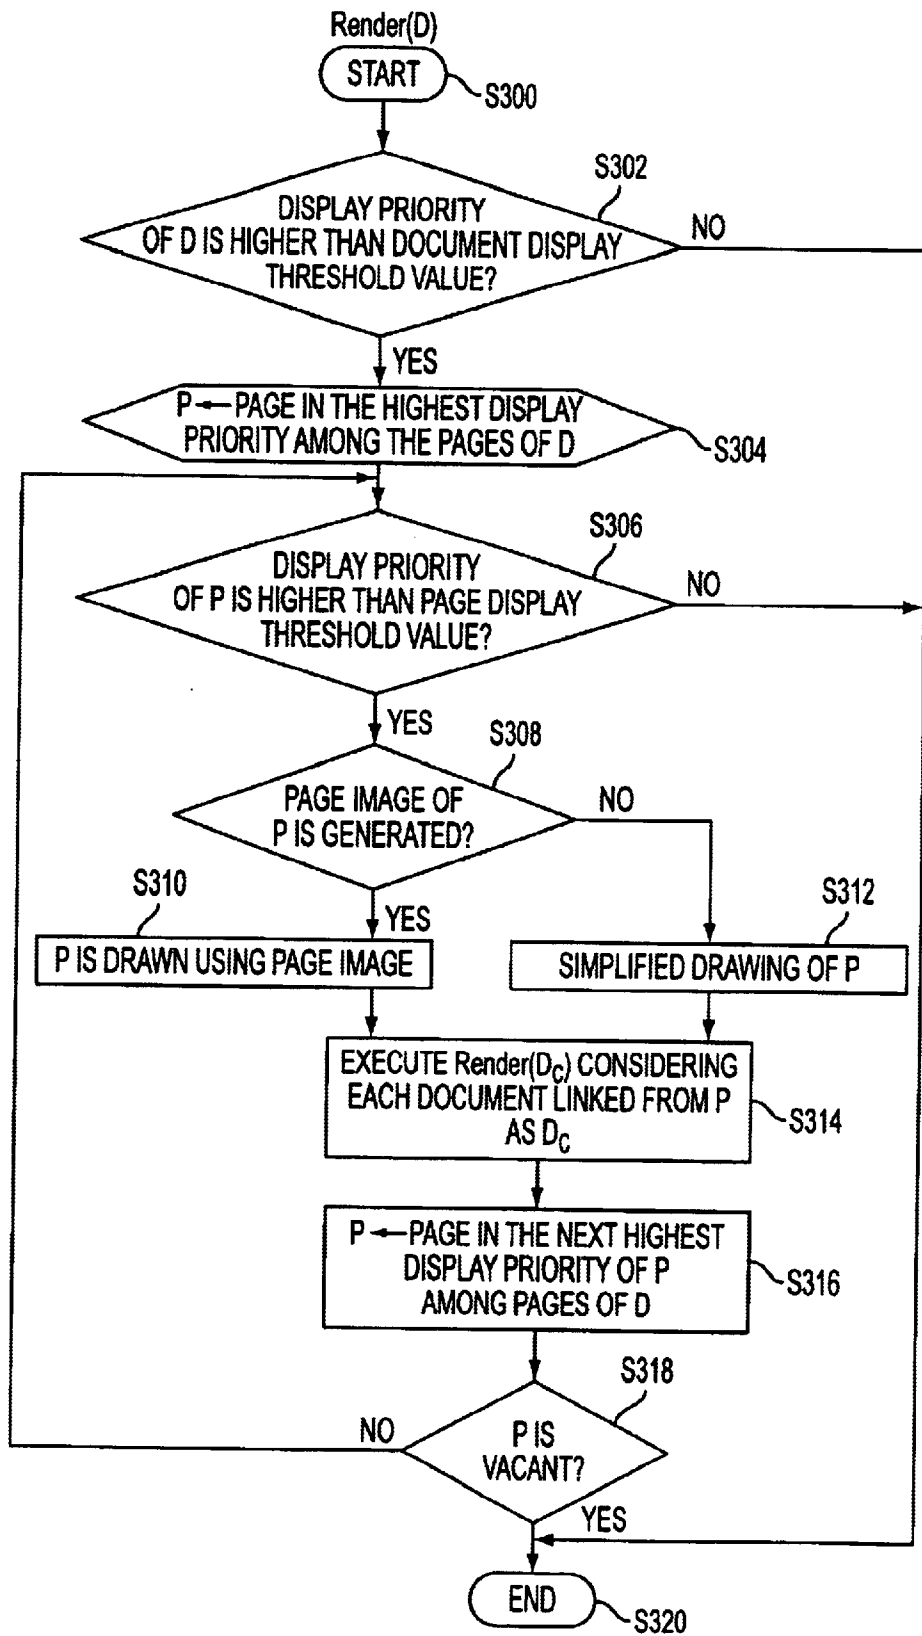 Render(D)
START
S300
S302
DISPLAY PRIORITY
OF D IS HIGHER THAN DOCUMENT DISPLAY
THRESHOLD VALUE?
NO
YES
P←PAGE IN THE HIGHEST DISPLAY
PRIORITY AMONG THE PAGES OF D
S304
S306
DISPLAY PRIORITY
OF P IS HIGHER THAN PAGE DISPLAY
THRESHOLD VALUE?
NO
YES
S308
PAGE IMAGE OF
P IS GENERATED?
NO
YES
S310
P IS DRAWN USING PAGE IMAGE
S312
SIMPLIFIED DRAWING OF P
EXECUTE Render(DC) CONSIDERING
EACH DOCUMENT LINKED FROM P
AS DC
S314
P←PAGE IN THE NEXT HIGHEST
DISPLAY PRIORITY OF P
AMONG PAGES OF D
S316
S318
P IS
VACANT?
NO
YES
END
S320